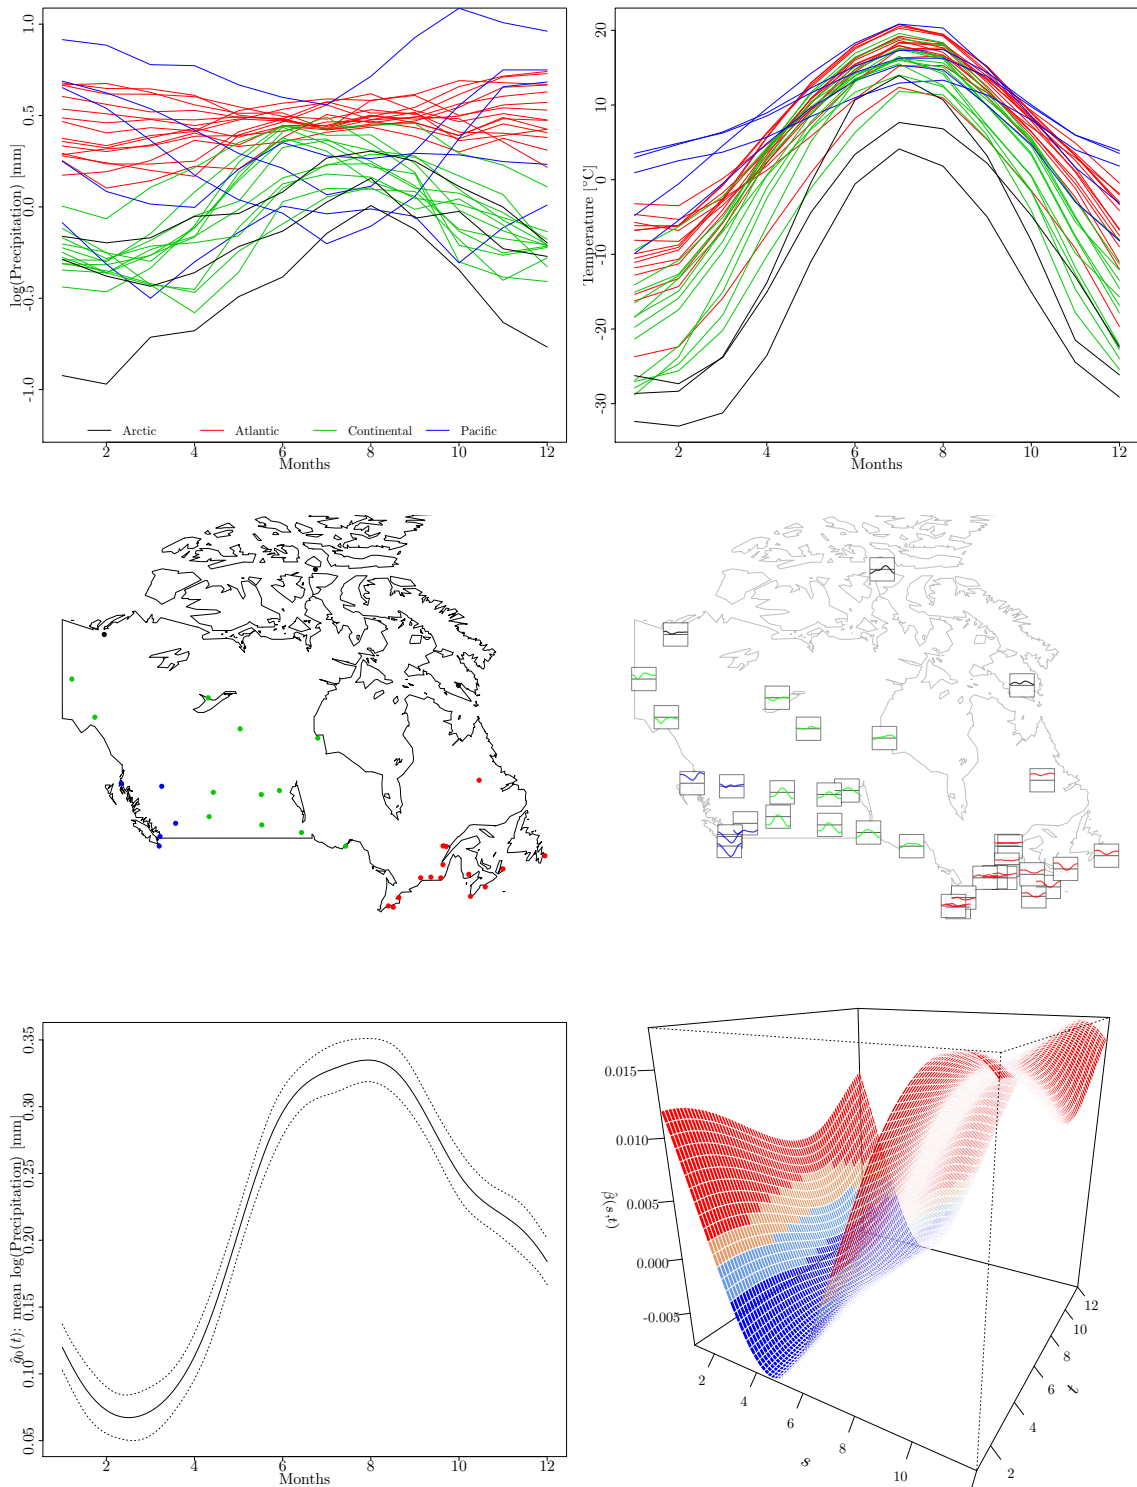 log(Precipitation) [mm]
1.0
0.5
0.0
-0.5
-1.0
Arctic
Atlantic
Continental
Pacific
2 4 6 8 10 12
Months
Temperature [°C]
20
10
0
-10
-20
-30
2 4 6 8 10 12
Months
ĝ₀(t): mean log(Precipitation) [mm]
0.35
0.30
0.25
0.20
0.15
0.10
0.05
2 4 6 8 10 12
Months
β̂(s,t)
0.015
0.010
0.005
0.000
-0.005
2 4 6 8 10
s
2 4 6 8 10 12
t